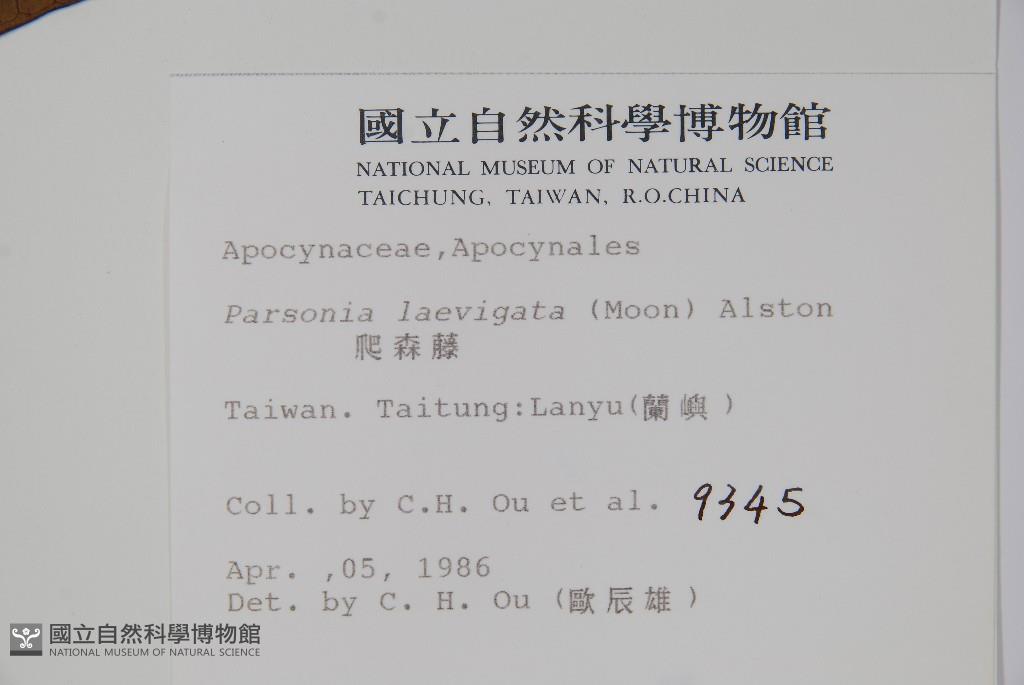 國立自然科學博物館
NATIONAL MUSEUM OF NATURAL SCIENCE
TAICHUNG, TAIWAN, R.O.CHINA
Apocynaceae,Apocynales
Parsonia laevigata (Moon) Alston
爬森藤
Taiwan. Taitung:Lanyu(蘭嶼)
Coll. by C.H. Ou et al. 9345
Apr. ,05, 1986
Det. by C. H. Ou (歐辰雄)
國立自然科學博物館
NATIONAL MUSEUM OF NATURAL SCIENCE